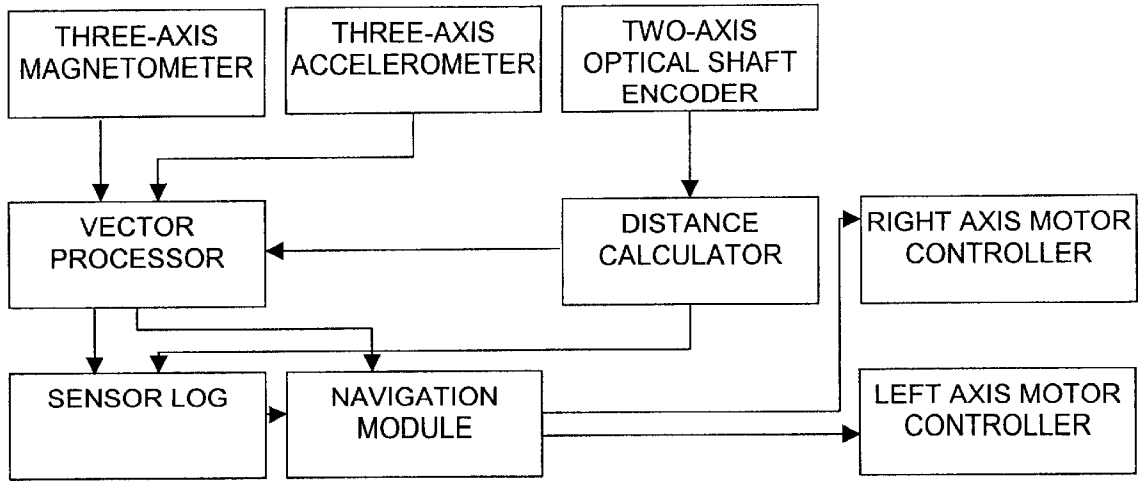 THREE-AXIS
MAGNETOMETER
THREE-AXIS
ACCELEROMETER
TWO-AXIS
OPTICAL SHAFT
ENCODER
VECTOR
PROCESSOR
DISTANCE
CALCULATOR
RIGHT AXIS MOTOR
CONTROLLER
SENSOR LOG
NAVIGATION
MODULE
LEFT AXIS MOTOR
CONTROLLER